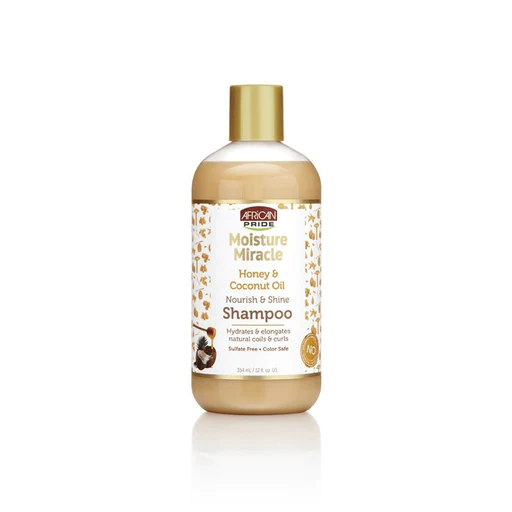 AFRICAN
PRIDE
Moisture
Miracle
Honey &
Coconut Oil
Nourish & Shine
Shampoo
Hydrates & elongates
natural coils & curls
Sulfate Free • Color Safe
NO
354 mL / 12 fl. oz. US